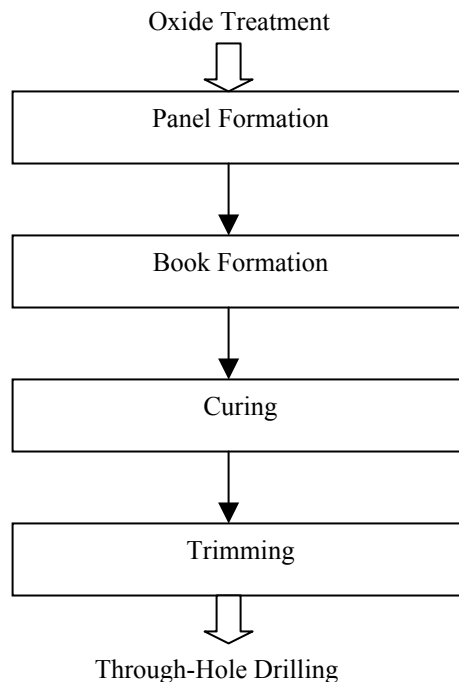 Oxide Treatment
Panel Formation
Book Formation
Curing
Trimming
Through-Hole Drilling